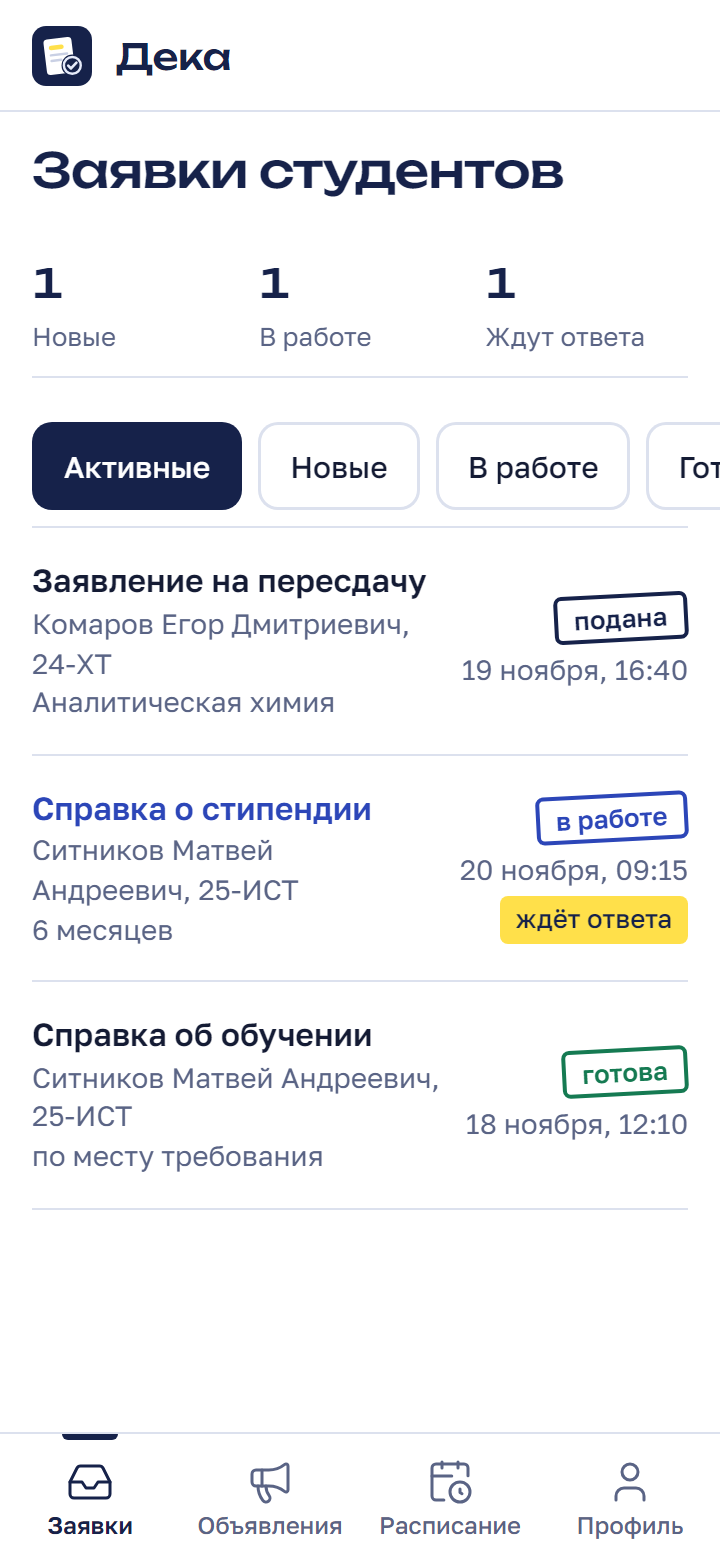 Дека
Заявки студентов
1
1
1
Новые
В работе
Ждут ответа
Активные
Новые
В работе
Гот
Заявление на пересдачу
Комаров Егор Дмитриевич,
24-ХТ
Аналитическая химия
подана
19 ноября, 16:40
Справка о стипендии
Ситников Матвей
Андреевич, 25-ИСТ
6 месяцев
в работе
20 ноября, 09:15
ждёт ответа
Справка об обучении
Ситников Матвей Андреевич,
25-ИСТ
по месту требования
готова
18 ноября, 12:10
Заявки
Объявления
Расписание
Профиль